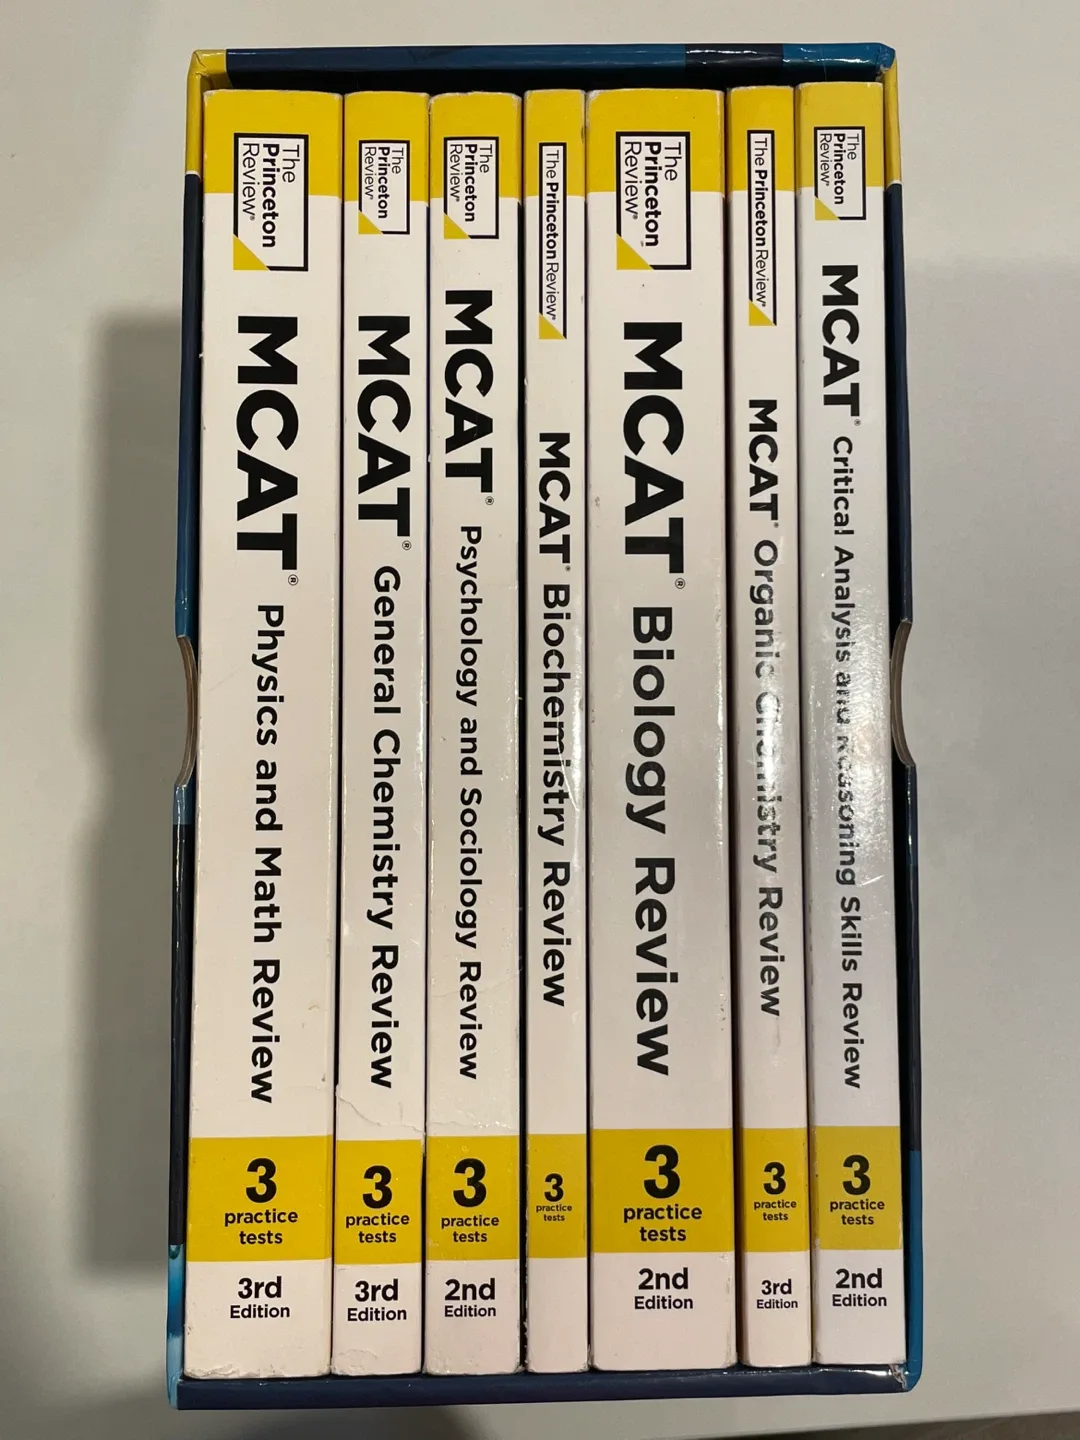 The
Princeton
Review®
MCAT® Physics and Math Review
3
practice
tests
3rd
Edition
The
Princeton
Review®
MCAT® General Chemistry Review
3
practice
tests
3rd
Edition
The
Princeton
Review®
MCAT® Psychology and Sociology Review
3
practice
tests
2nd
Edition
The Princeton Review®
MCAT® Biochemistry Review
3
practice
tests
The
Princeton
Review®
MCAT® Biology Review
3
practice
tests
2nd
Edition
The Princeton Review®
MCAT® Organic Chemistry Review
3
practice
tests
3rd
Edition
The
Princeton
Review®
MCAT® Critical Analysis and Reasoning Skills Review
3
practice
tests
2nd
Edition